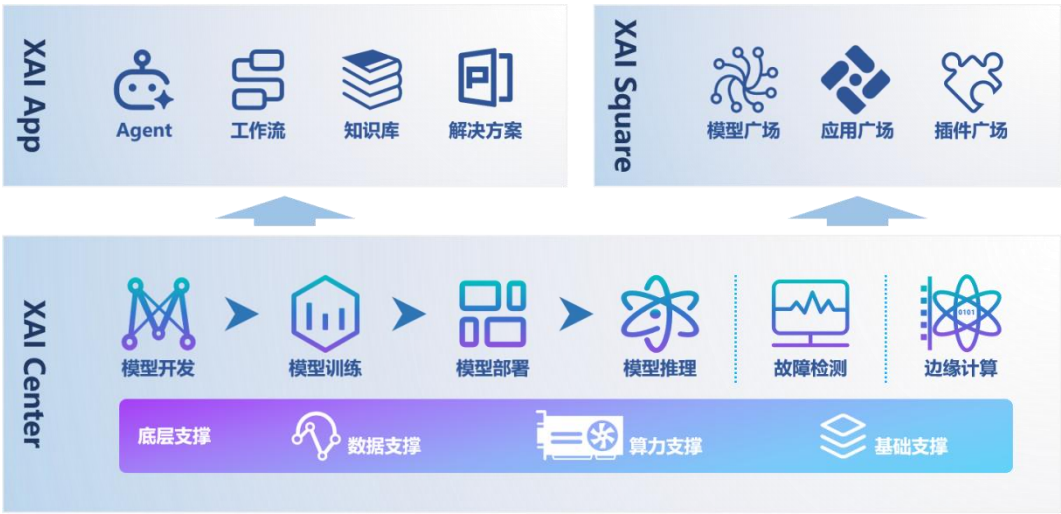 XAI App
Agent
工作流
知识库
解决方案
XAI Square
模型广场
应用广场
插件广场
XAI Center
模型开发
模型训练
模型部署
模型推理
故障检测
0101
边缘计算
底层支撑
数据支撑
算力支撑
基础支撑